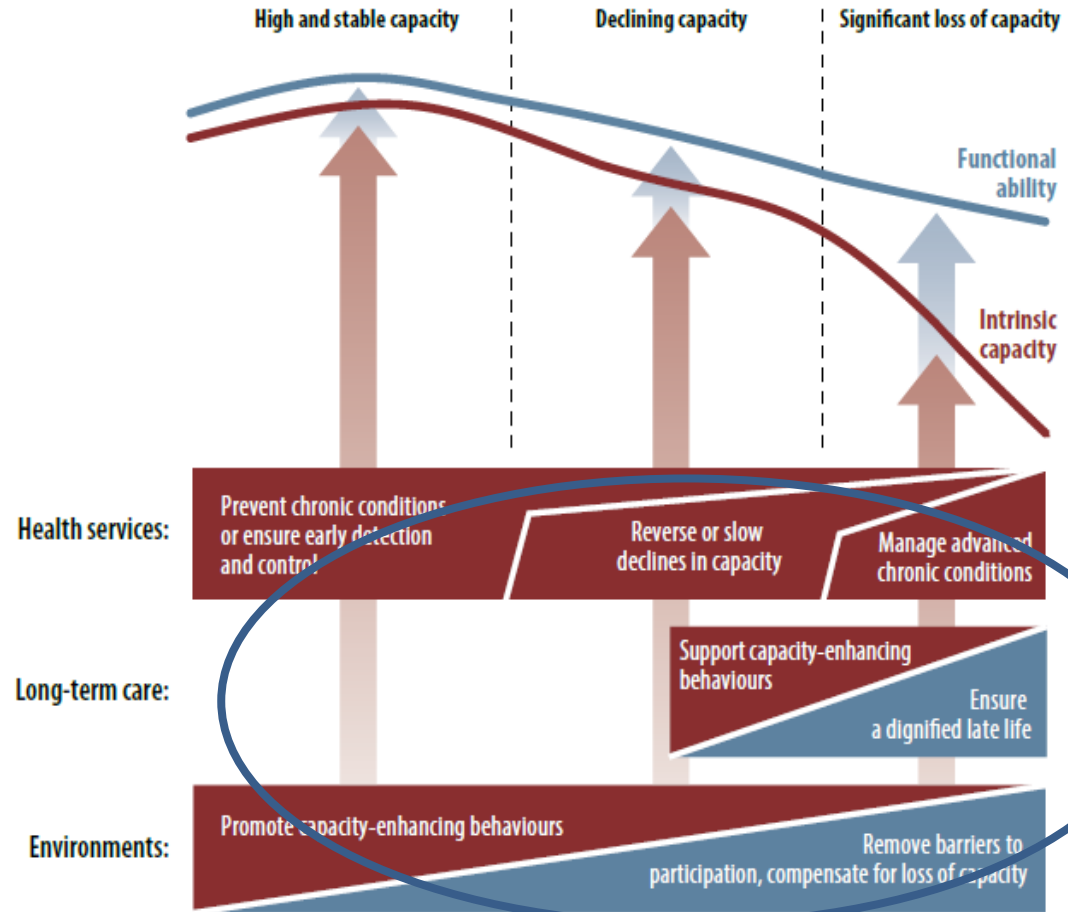 High and stable capacity
Declining capacity
Significant loss of capacity
Functional
ability
Intrinsic
capacity
Health services:
Prevent chronic conditions
or ensure early detection
and control
Reverse or slow
declines in capacity
Manage advanced
chronic conditions
Long-term care:
Support capacity-enhancing
behaviours
Ensure
a dignified late life
Environments:
Promote capacity-enhancing behaviours
Remove barriers to
participation, compensate for loss of capacity